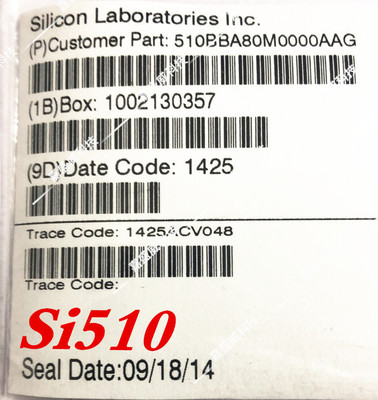 Silicon Laboratories Inc.
(P)Customer Part: 510BBA80M0000AAG
(1B)Box: 1002130357
(9D)Date Code: 1425
Trace Code: 1425ACV048
Trace Code:
Si510
Seal Date:09/18/14